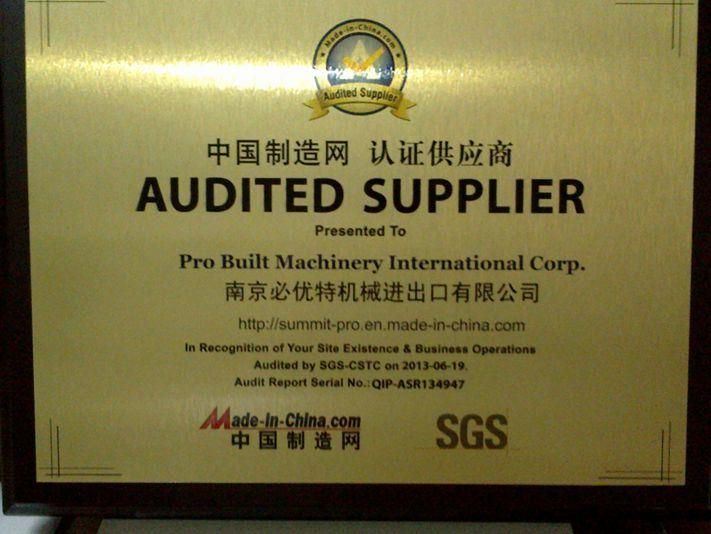 Made-in-China.com
Audited Supplier
中国制造网 认证供应商
AUDITED SUPPLIER
Presented To
Pro Built Machinery International Corp.
南京必优特机械进出口有限公司
http://summit-pro.en.made-in-china.com
In Recognition of Your Site Existence & Business Operations
Audited by SGS-CSTC on 2013-06-19.
Audit Report Serial No.: QIP-ASR134947
Made-in-China.com
中国制造网
SGS